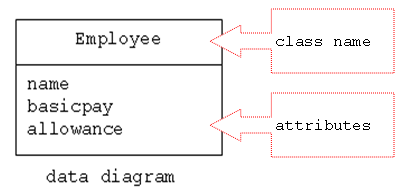 Employee
class name
name
basicpay
allowance
attributes
data diagram